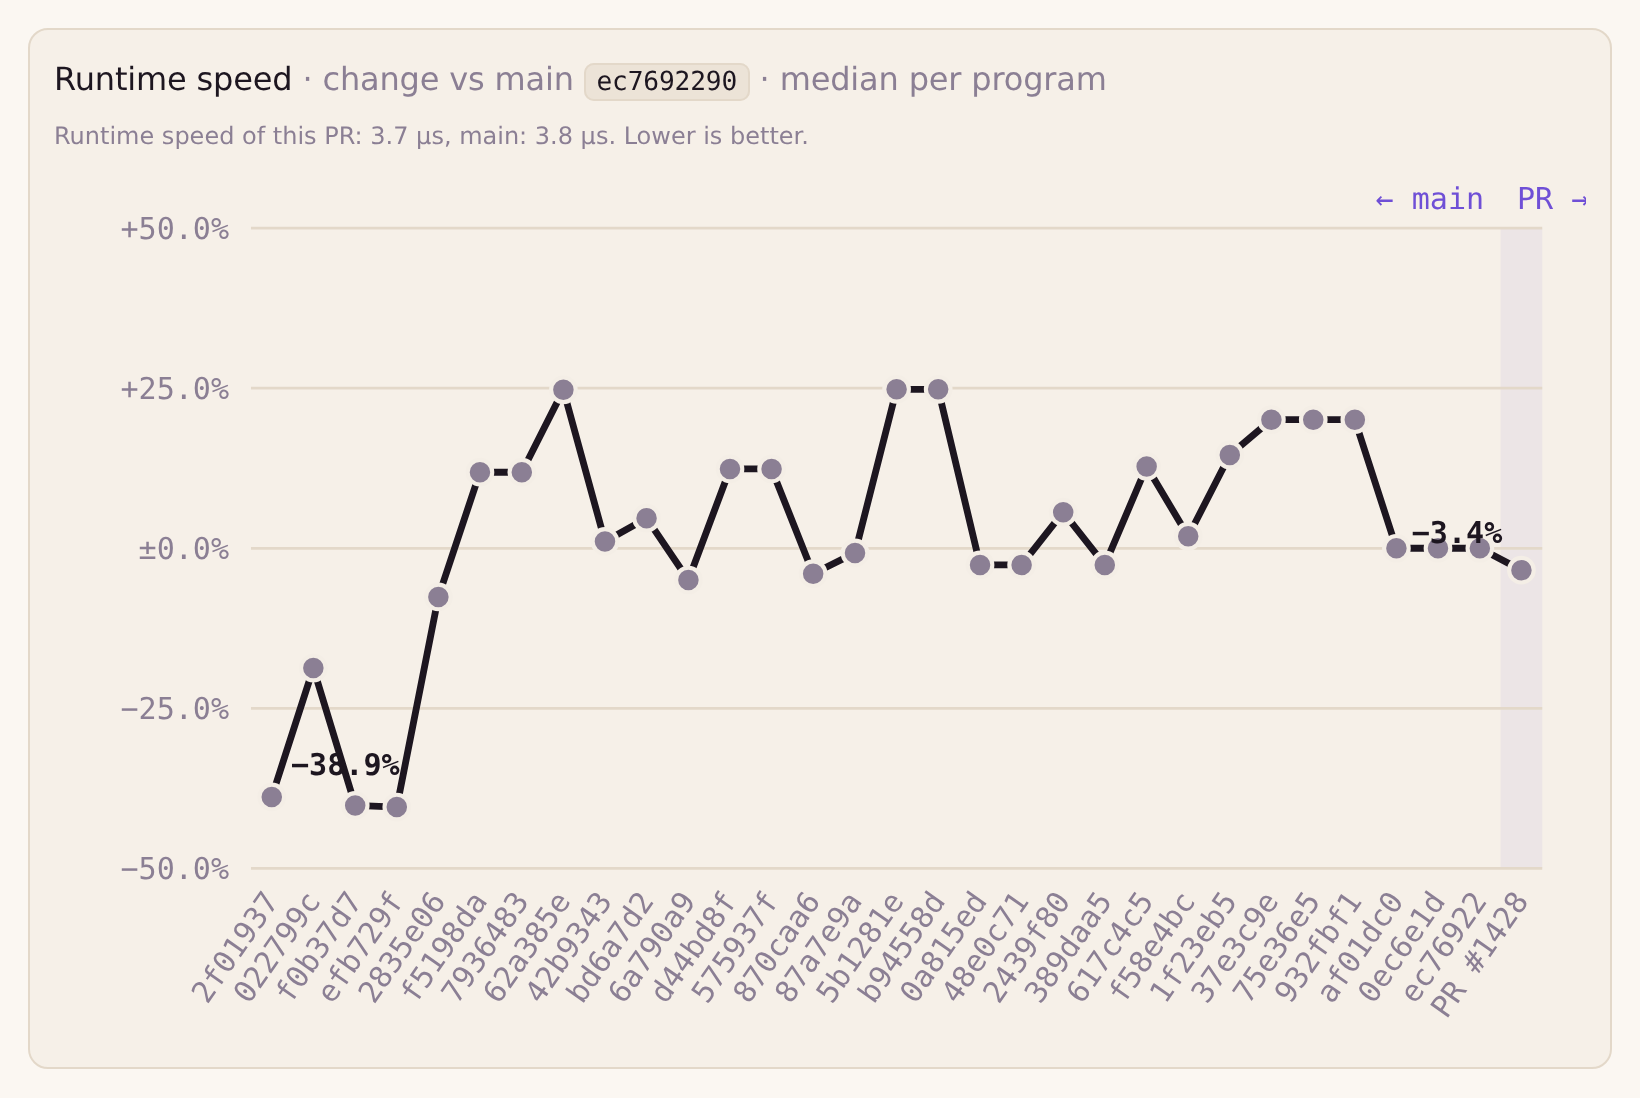 Runtime speed · change vs main ec7692290 · median per program
Runtime speed of this PR: 3.7 µs, main: 3.8 µs. Lower is better.
← main PR →
+50.0%
+25.0%
±0.0%
−25.0%
−50.0%
−38.9%
−3.4%
2f01937
022799c
f0b37d7
efb729f
2835e06
f5198da
7936483
62a385e
42b9343
bd6a7d2
6a790a9
d44bd8f
575937f
870caa6
87a7e9a
5b1281e
b94558d
0a815ed
48e0c71
2439f80
389daa5
617c4c5
f58e4bc
1f23eb5
37e3c9e
75e36e5
932fbf1
af01dc0
0ec6e1d
ec76922
PR #1428